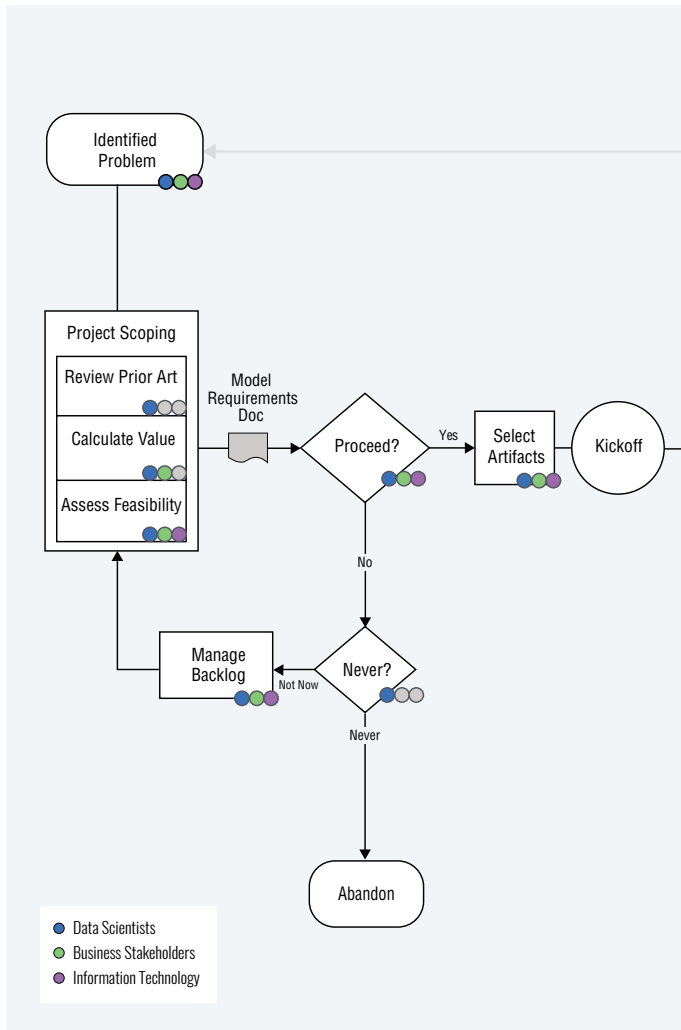 Identified
Problem
Project Scoping
Review Prior Art
Calculate Value
Assess Feasibility
Model
Requirements
Doc
Proceed?
Yes
Select
Artifacts
Kickoff
No
Manage
Backlog
Not Now
Never?
Never
Abandon
Data Scientists
Business Stakeholders
Information Technology